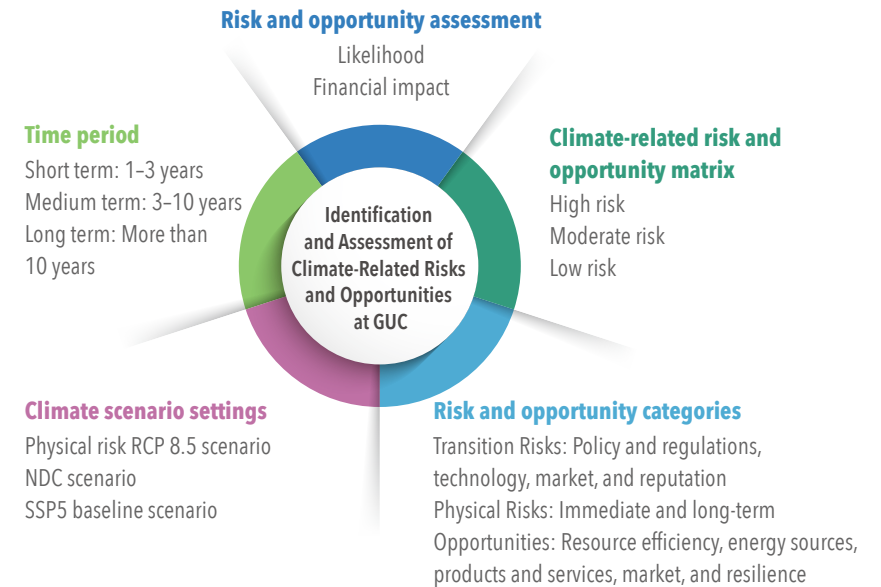 Risk and opportunity assessment
Likelihood
Financial impact
Time period
Short term: 1–3 years
Medium term: 3–10 years
Long term: More than
10 years
Climate-related risk and
opportunity matrix
High risk
Moderate risk
Low risk
Identification
and Assessment of
Climate-Related Risks
and Opportunities
at GUC
Climate scenario settings
Physical risk RCP 8.5 scenario
NDC scenario
SSP5 baseline scenario
Risk and opportunity categories
Transition Risks: Policy and regulations,
technology, market, and reputation
Physical Risks: Immediate and long-term
Opportunities: Resource efficiency, energy sources,
products and services, market, and resilience